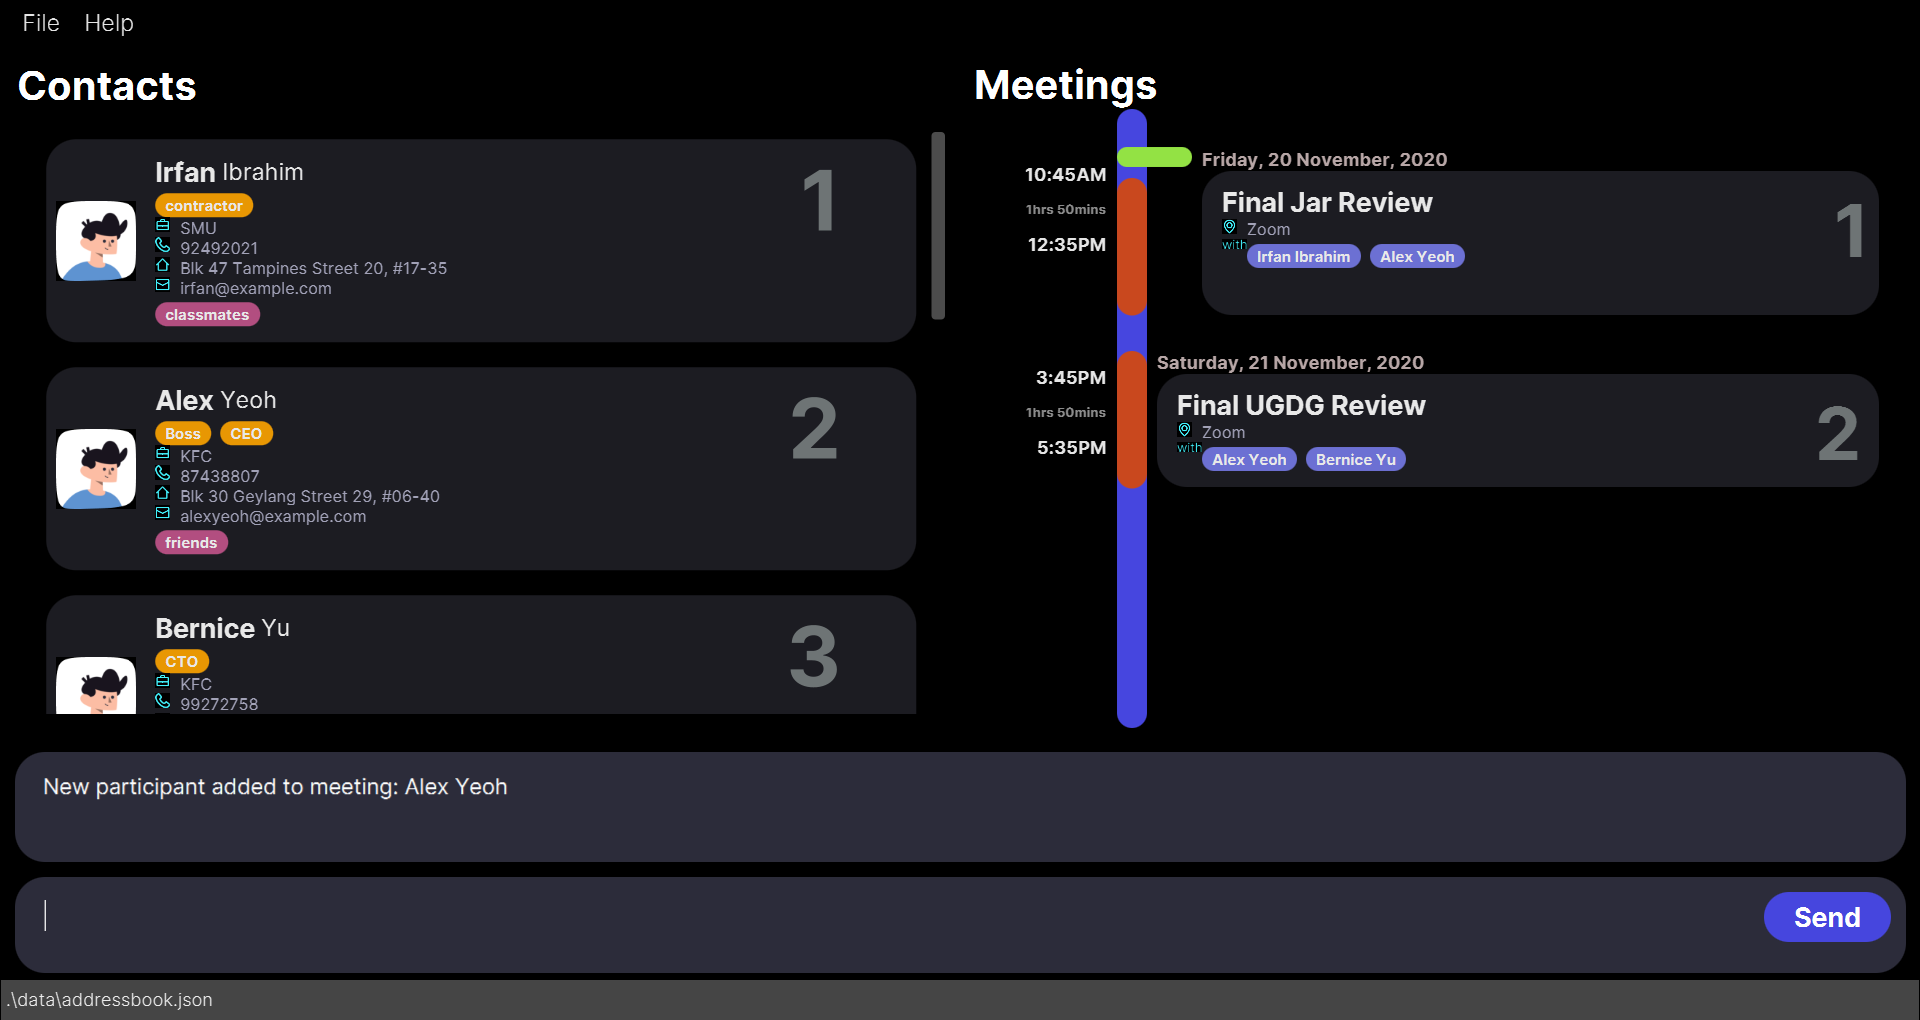 File Help
Contacts
Irfan Ibrahim
1
contractor
SMU
92492021
Blk 47 Tampines Street 20, #17-35
irfan@example.com
classmates
Alex Yeoh
2
Boss CEO
KFC
87438807
Blk 30 Geylang Street 29, #06-40
alexyeoh@example.com
friends
Bernice Yu
3
CTO
KFC
99272758
Meetings
Friday, 20 November, 2020
10:45AM
1hrs 50mins
12:35PM
Final Jar Review
1
Zoom
with Irfan Ibrahim Alex Yeoh
Saturday, 21 November, 2020
3:45PM
1hrs 50mins
5:35PM
Final UGDG Review
2
Zoom
with Alex Yeoh Bernice Yu
New participant added to meeting: Alex Yeoh
Send
.\data\addressbook.json